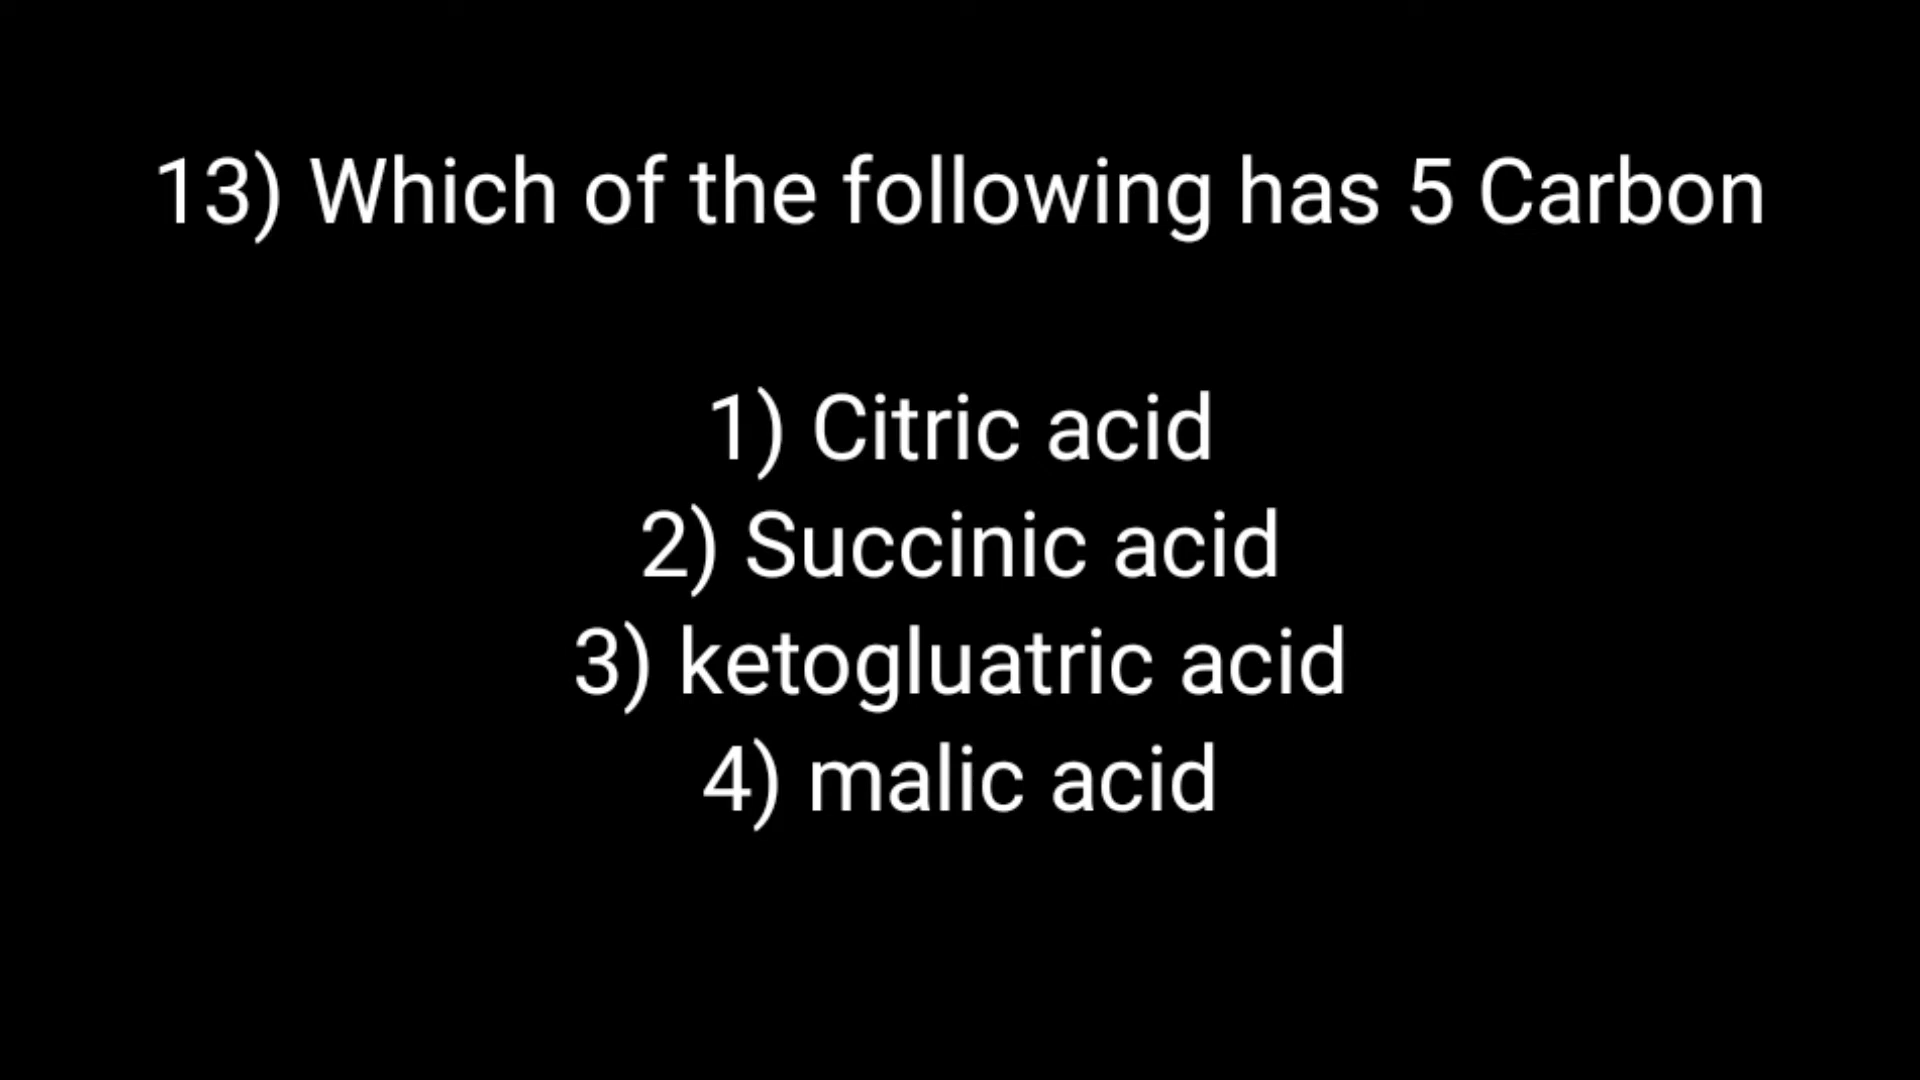 13) Which of the following has 5 Carbon
1) Citric acid
2) Succinic acid
3) ketogluatric acid
4) malic acid